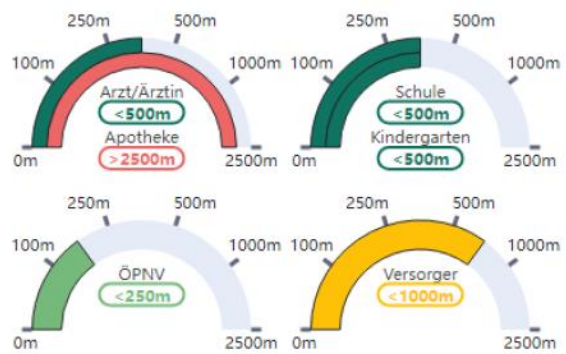 250m 500m
100m 1000m
Arzt/Ärztin
<500m
Apotheke
>2500m
0m 2500m
250m 500m
100m 1000m
Schule
<500m
Kindergarten
<500m
0m 2500m
250m 500m
100m 1000m
ÖPNV
<250m
0m 2500m
250m 500m
100m 1000m
Versorger
<1000m
0m 2500m